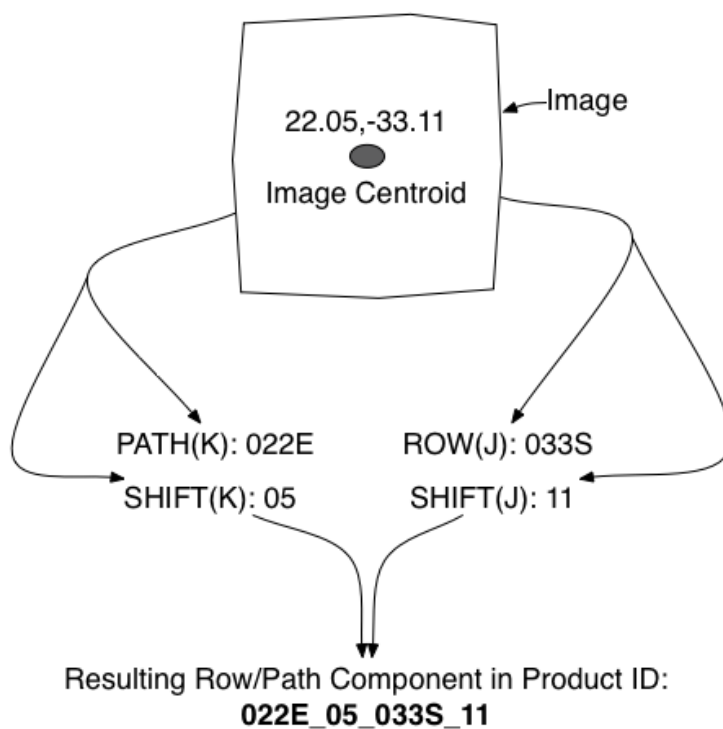 22.05,-33.11
Image
Image Centroid
PATH(K): 022E
ROW(J): 033S
SHIFT(K): 05
SHIFT(J): 11
Resulting Row/Path Component in Product ID:
022E_05_033S_11